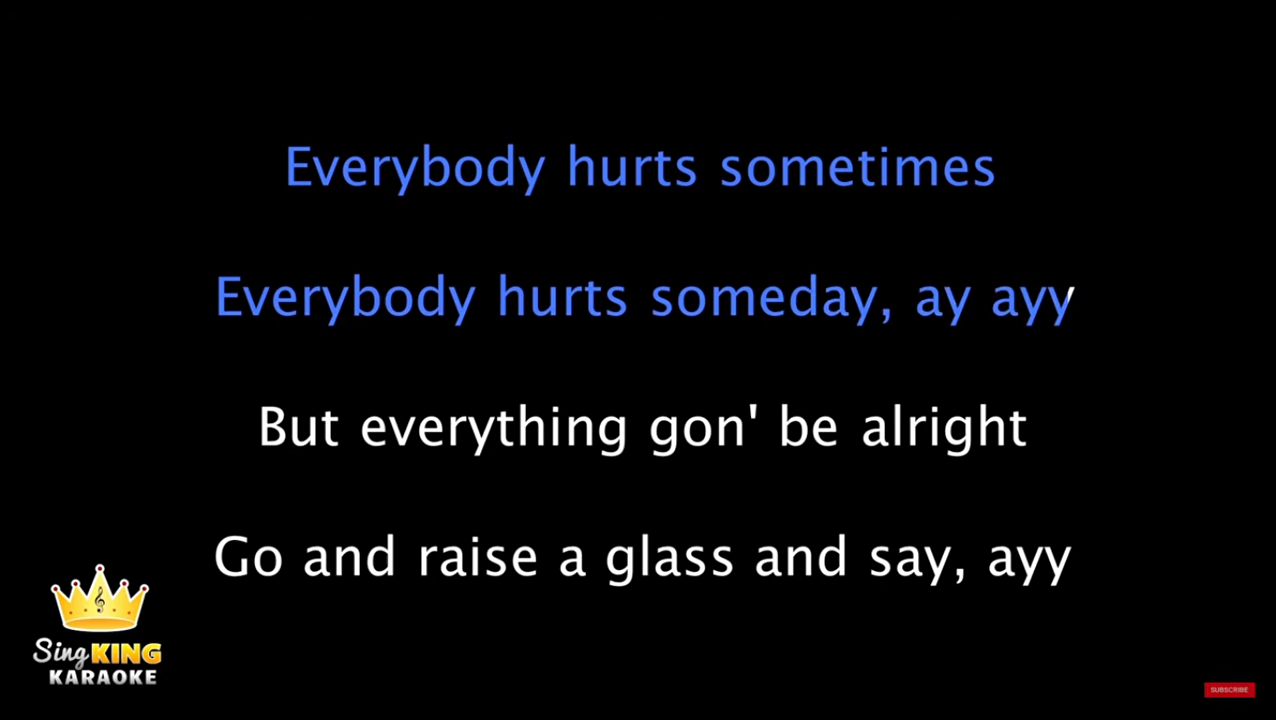 Everybody hurts sometimes
Everybody hurts someday, ay ayy
But everything gon' be alright
Go and raise a glass and say, ayy
Sing KING
KARAOKE
SUBSCRIBE